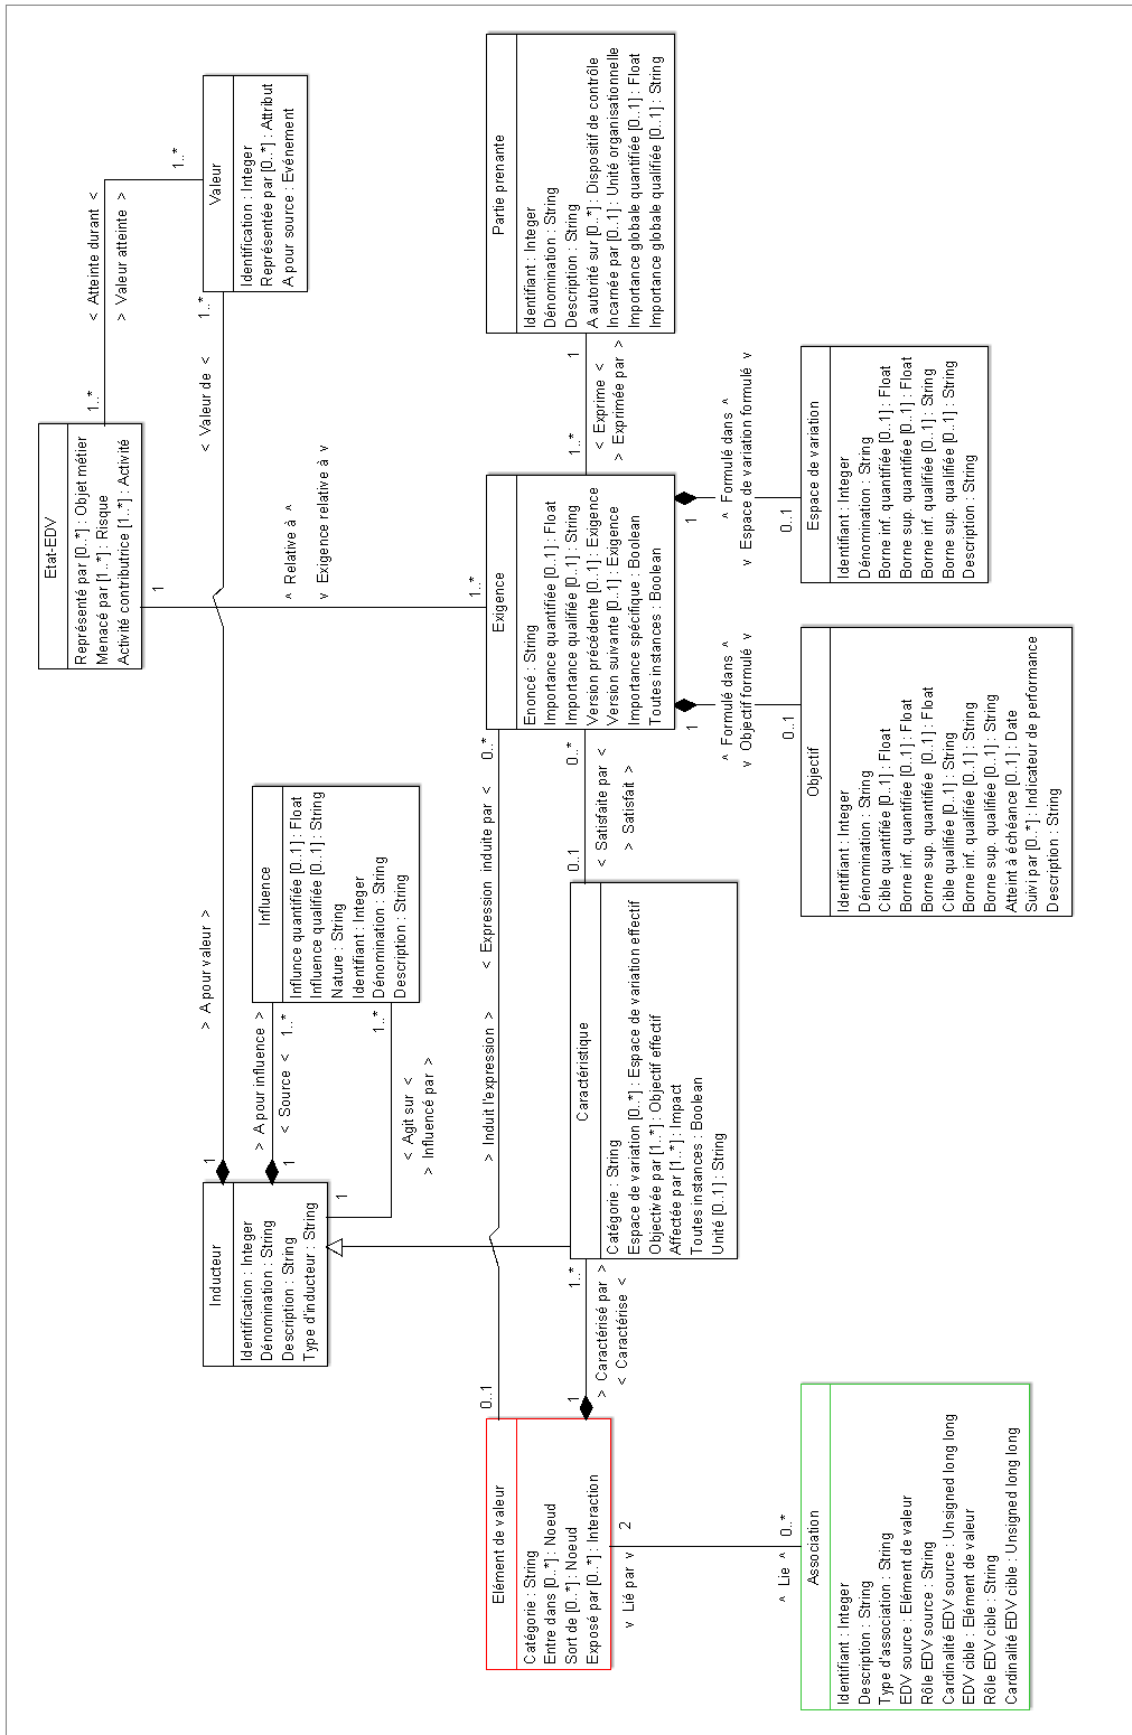 Etat-EDV
Représenté par [0..*] : Objet métier
Menacé par [1..*] : Risque
Activité contributrice [1..*] : Activité
1..*
< Atteinte durant <
> Valeur atteinte >
1..*
Valeur
Identification : Integer
Représentée par [0..*] : Attribut
A pour source : Evénement
1..*
< Valeur de <
> A pour valeur >
1
Inducteur
Identification : Integer
Dénomination : String
Description : String
Type d'inducteur : String
1
> A pour influence >
< Source <
1..*
Influence
Influnce quantifiée [0..1] : Float
Influence qualifiée [0..1] : String
Nature : String
Identifiant : Integer
Dénomination : String
Description : String
1..*
< Agit sur <
> Influencé par >
1
1
^ Relative à ^
v Exigence relative à v
1..*
Elément de valeur
Catégorie : String
Entre dans [0..*] : Noeud
Sort de [0..*] : Noeud
Exposé par [0..*] : Interaction
0..1
> Induit l'expression >
< Expression induite par <
0..*
1
> Caractérisé par >
< Caractérise <
1..*
Caractéristique
Catégorie : String
Espace de variation [0..*] : Espace de variation effectif
Objectivée par [1..*] : Objectif effectif
Affectée par [1..*] : Impact
Toutes instances : Boolean
Unité [0..1] : String
0..1
< Satisfaite par <
> Satisfait >
0..*
Exigence
Enoncé : String
Importance quantifiée [0..1] : Float
Importance qualifiée [0..1] : String
Version précédente [0..1] : Exigence
Version suivante [0..1] : Exigence
Importance spécifique : Boolean
Toutes instances : Boolean
1..*
< Exprime <
> Exprimée par >
1
Partie prenante
Identifiant : Integer
Dénomination : String
Description : String
A autorité sur [0..*] : Dispositif de contrôle
Incarnée par [0..1] : Unité organisationnelle
Importance globale quantifiée [0..1] : Float
Importance globale qualifiée [0..1] : String
2
v Lié par v
^ Lie ^
0..*
Association
Identifiant : Integer
Description : String
Type d'association : String
EDV source : Elément de valeur
Rôle EDV source : String
Cardinalité EDV source : Unsigned long long
EDV cible : Elément de valeur
Rôle EDV cible : String
Cardinalité EDV cible : Unsigned long long
1
^ Formulé dans ^
v Objectif formulé v
0..1
Objectif
Identifiant : Integer
Dénomination : String
Cible quantifiée [0..1] : Float
Borne inf. quantifiée [0..1] : Float
Borne sup. quantifiée [0..1] : Float
Cible qualifiée [0..1] : String
Borne inf. qualifiée [0..1] : String
Borne sup. qualifiée [0..1] : String
Atteint à échéance [0..1] : Date
Suivi par [0..*] : Indicateur de performance
Description : String
1
^ Formulé dans ^
v Espace de variation formulé v
0..1
Espace de variation
Identifiant : Integer
Dénomination : String
Borne inf. quantifiée [0..1] : Float
Borne sup. quantifiée [0..1] : Float
Borne inf. qualifiée [0..1] : String
Borne sup. qualifiée [0..1] : String
Description : String